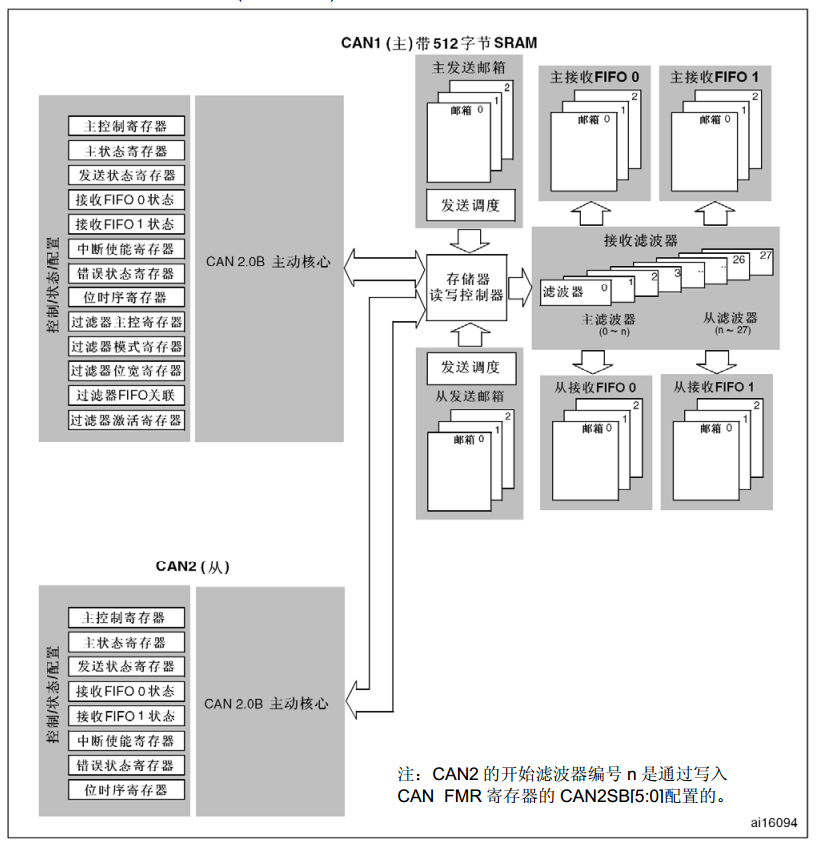 CAN1 (主) 带 512 字节 SRAM
主发送邮箱
2
1
邮箱 0
发送调度
主接收FIFO 0
2
1
邮箱 0
主接收FIFO 1
2
1
邮箱 0
控制/状态/配置
主控制寄存器
主状态寄存器
发送状态寄存器
接收FIFO 0 状态
接收FIFO 1 状态
中断使能寄存器
错误状态寄存器
位时序寄存器
过滤器主控寄存器
过滤器模式寄存器
过滤器位宽寄存器
过滤器FIFO关联
过滤器激活寄存器
CAN 2.0B 主动核心
存储器
读写控制器
接收滤波器
滤波器 0 1 2 3 .. .. 26 27
主滤波器
(0 ~ n)
从滤波器
(n ~ 27)
发送调度
从发送邮箱
2
1
邮箱 0
从接收FIFO 0
2
1
邮箱 0
从接收FIFO 1
2
1
邮箱 0
CAN2 (从)
控制/状态/配置
主控制寄存器
主状态寄存器
发送状态寄存器
接收FIFO 0 状态
接收FIFO 1 状态
中断使能寄存器
错误状态寄存器
位时序寄存器
CAN 2.0B 主动核心
注：CAN2 的开始滤波器编号 n 是通过写入
CAN_FMR 寄存器的 CAN2SB[5:0]配置的。
ai16094